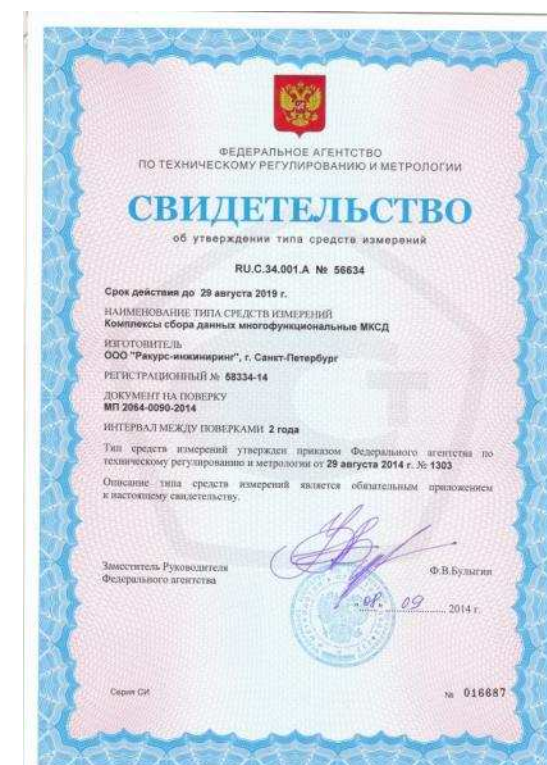 ФЕДЕРАЛЬНОЕ АГЕНТСТВО
ПО ТЕХНИЧЕСКОМУ РЕГУЛИРОВАНИЮ И МЕТРОЛОГИИ
СВИДЕТЕЛЬСТВО
об утверждении типа средств измерений
RU.C.34.001.A № 56634
Срок действия до 29 августа 2019 г.
НАИМЕНОВАНИЕ ТИПА СРЕДСТВ ИЗМЕРЕНИЙ
Комплексы сбора данных многофункциональные МКСД
ИЗГОТОВИТЕЛЬ
ООО "Ракурс-инжиниринг", г. Санкт-Петербург
РЕГИСТРАЦИОННЫЙ № 58334-14
ДОКУМЕНТ НА ПОВЕРКУ
МП 2064-0090-2014
ИНТЕРВАЛ МЕЖДУ ПОВЕРКАМИ 2 года
Тип средств измерений утвержден приказом Федерального агентства по
техническому регулированию и метрологии от 29 августа 2014 г. № 1303
Описание типа средств измерений является обязательным приложением
к настоящему свидетельству.
Заместитель Руководителя
Федерального агентства
Ф.В.Булыгин
08. 09 2014 г.
Серия СИ
№ 016687